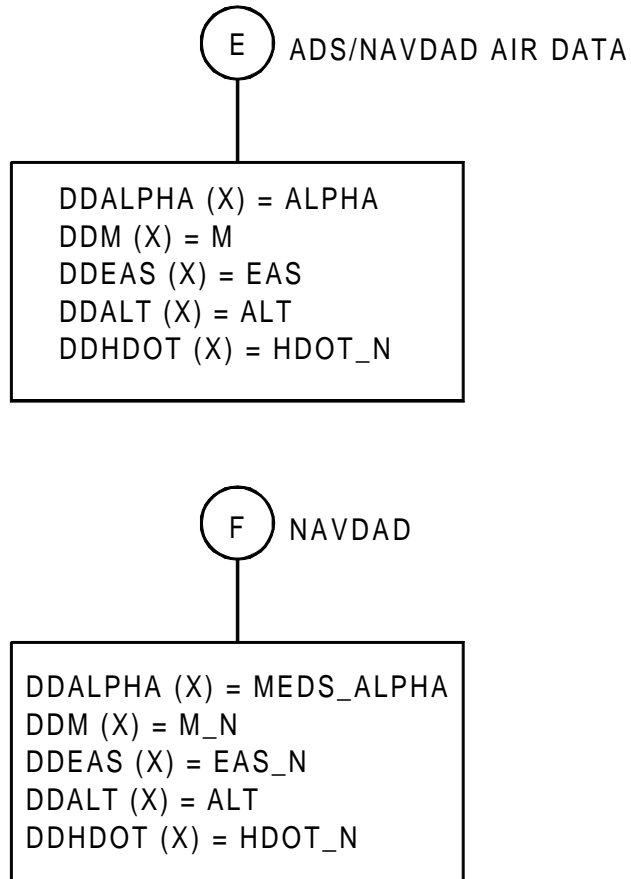 E ADS/NAVDAD AIR DATA
DDALPHA (X) = ALPHA
DDM (X) = M
DDEAS (X) = EAS
DDALT (X) = ALT
DDHDOT (X) = HDOT_N
F NAVDAD
DDALPHA (X) = MEDS_ALPHA
DDM (X) = M_N
DDEAS (X) = EAS_N
DDALT (X) = ALT
DDHDOT (X) = HDOT_N